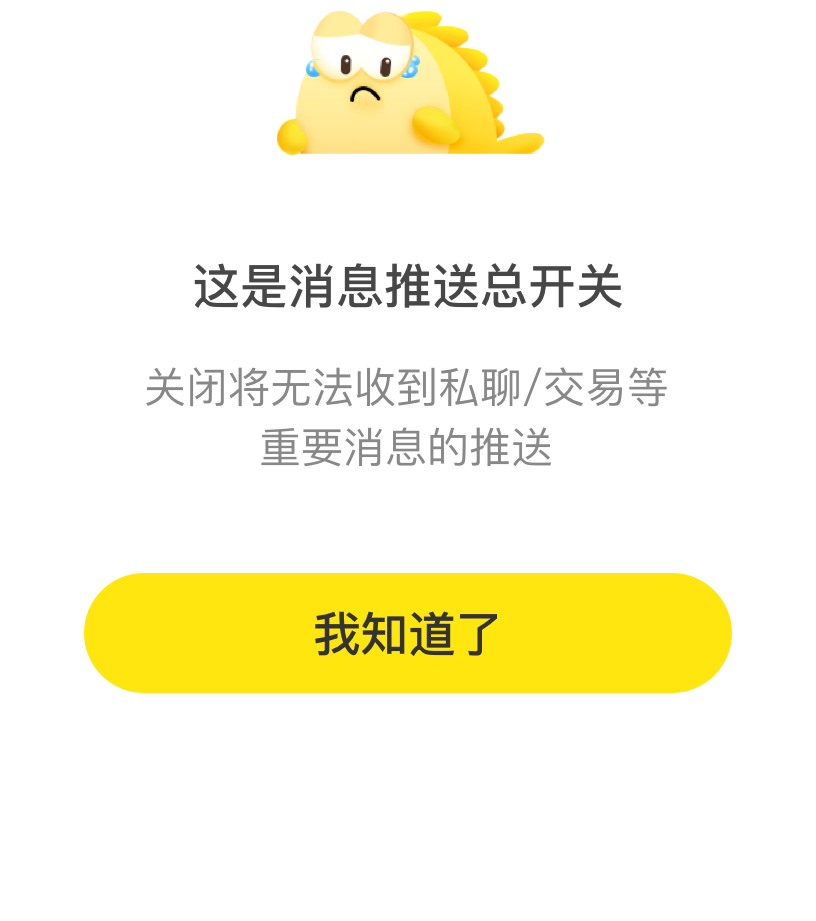 这是消息推送总开关
关闭将无法收到私聊/交易等
重要消息的推送
我知道了